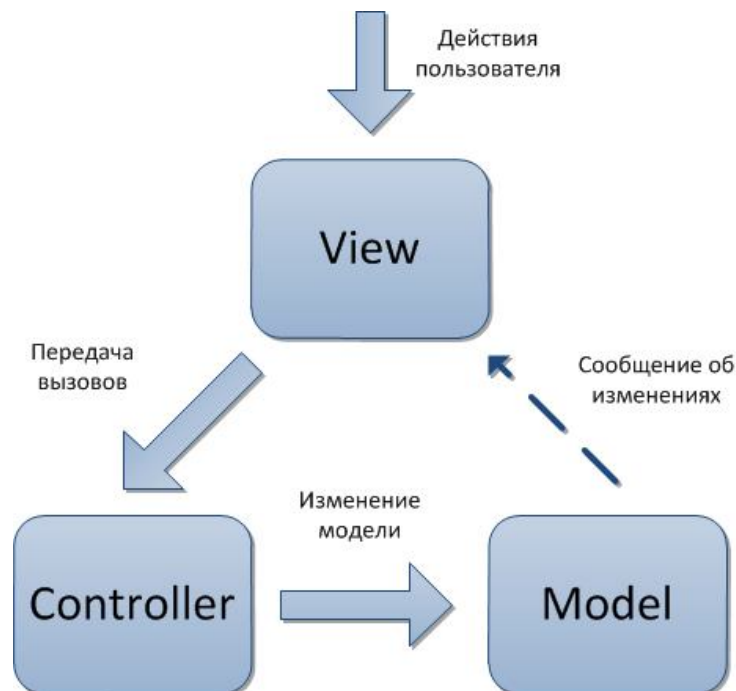 Действия
пользователя
View
Передача
вызовов
Сообщение об
изменениях
Изменение
модели
Controller
Model